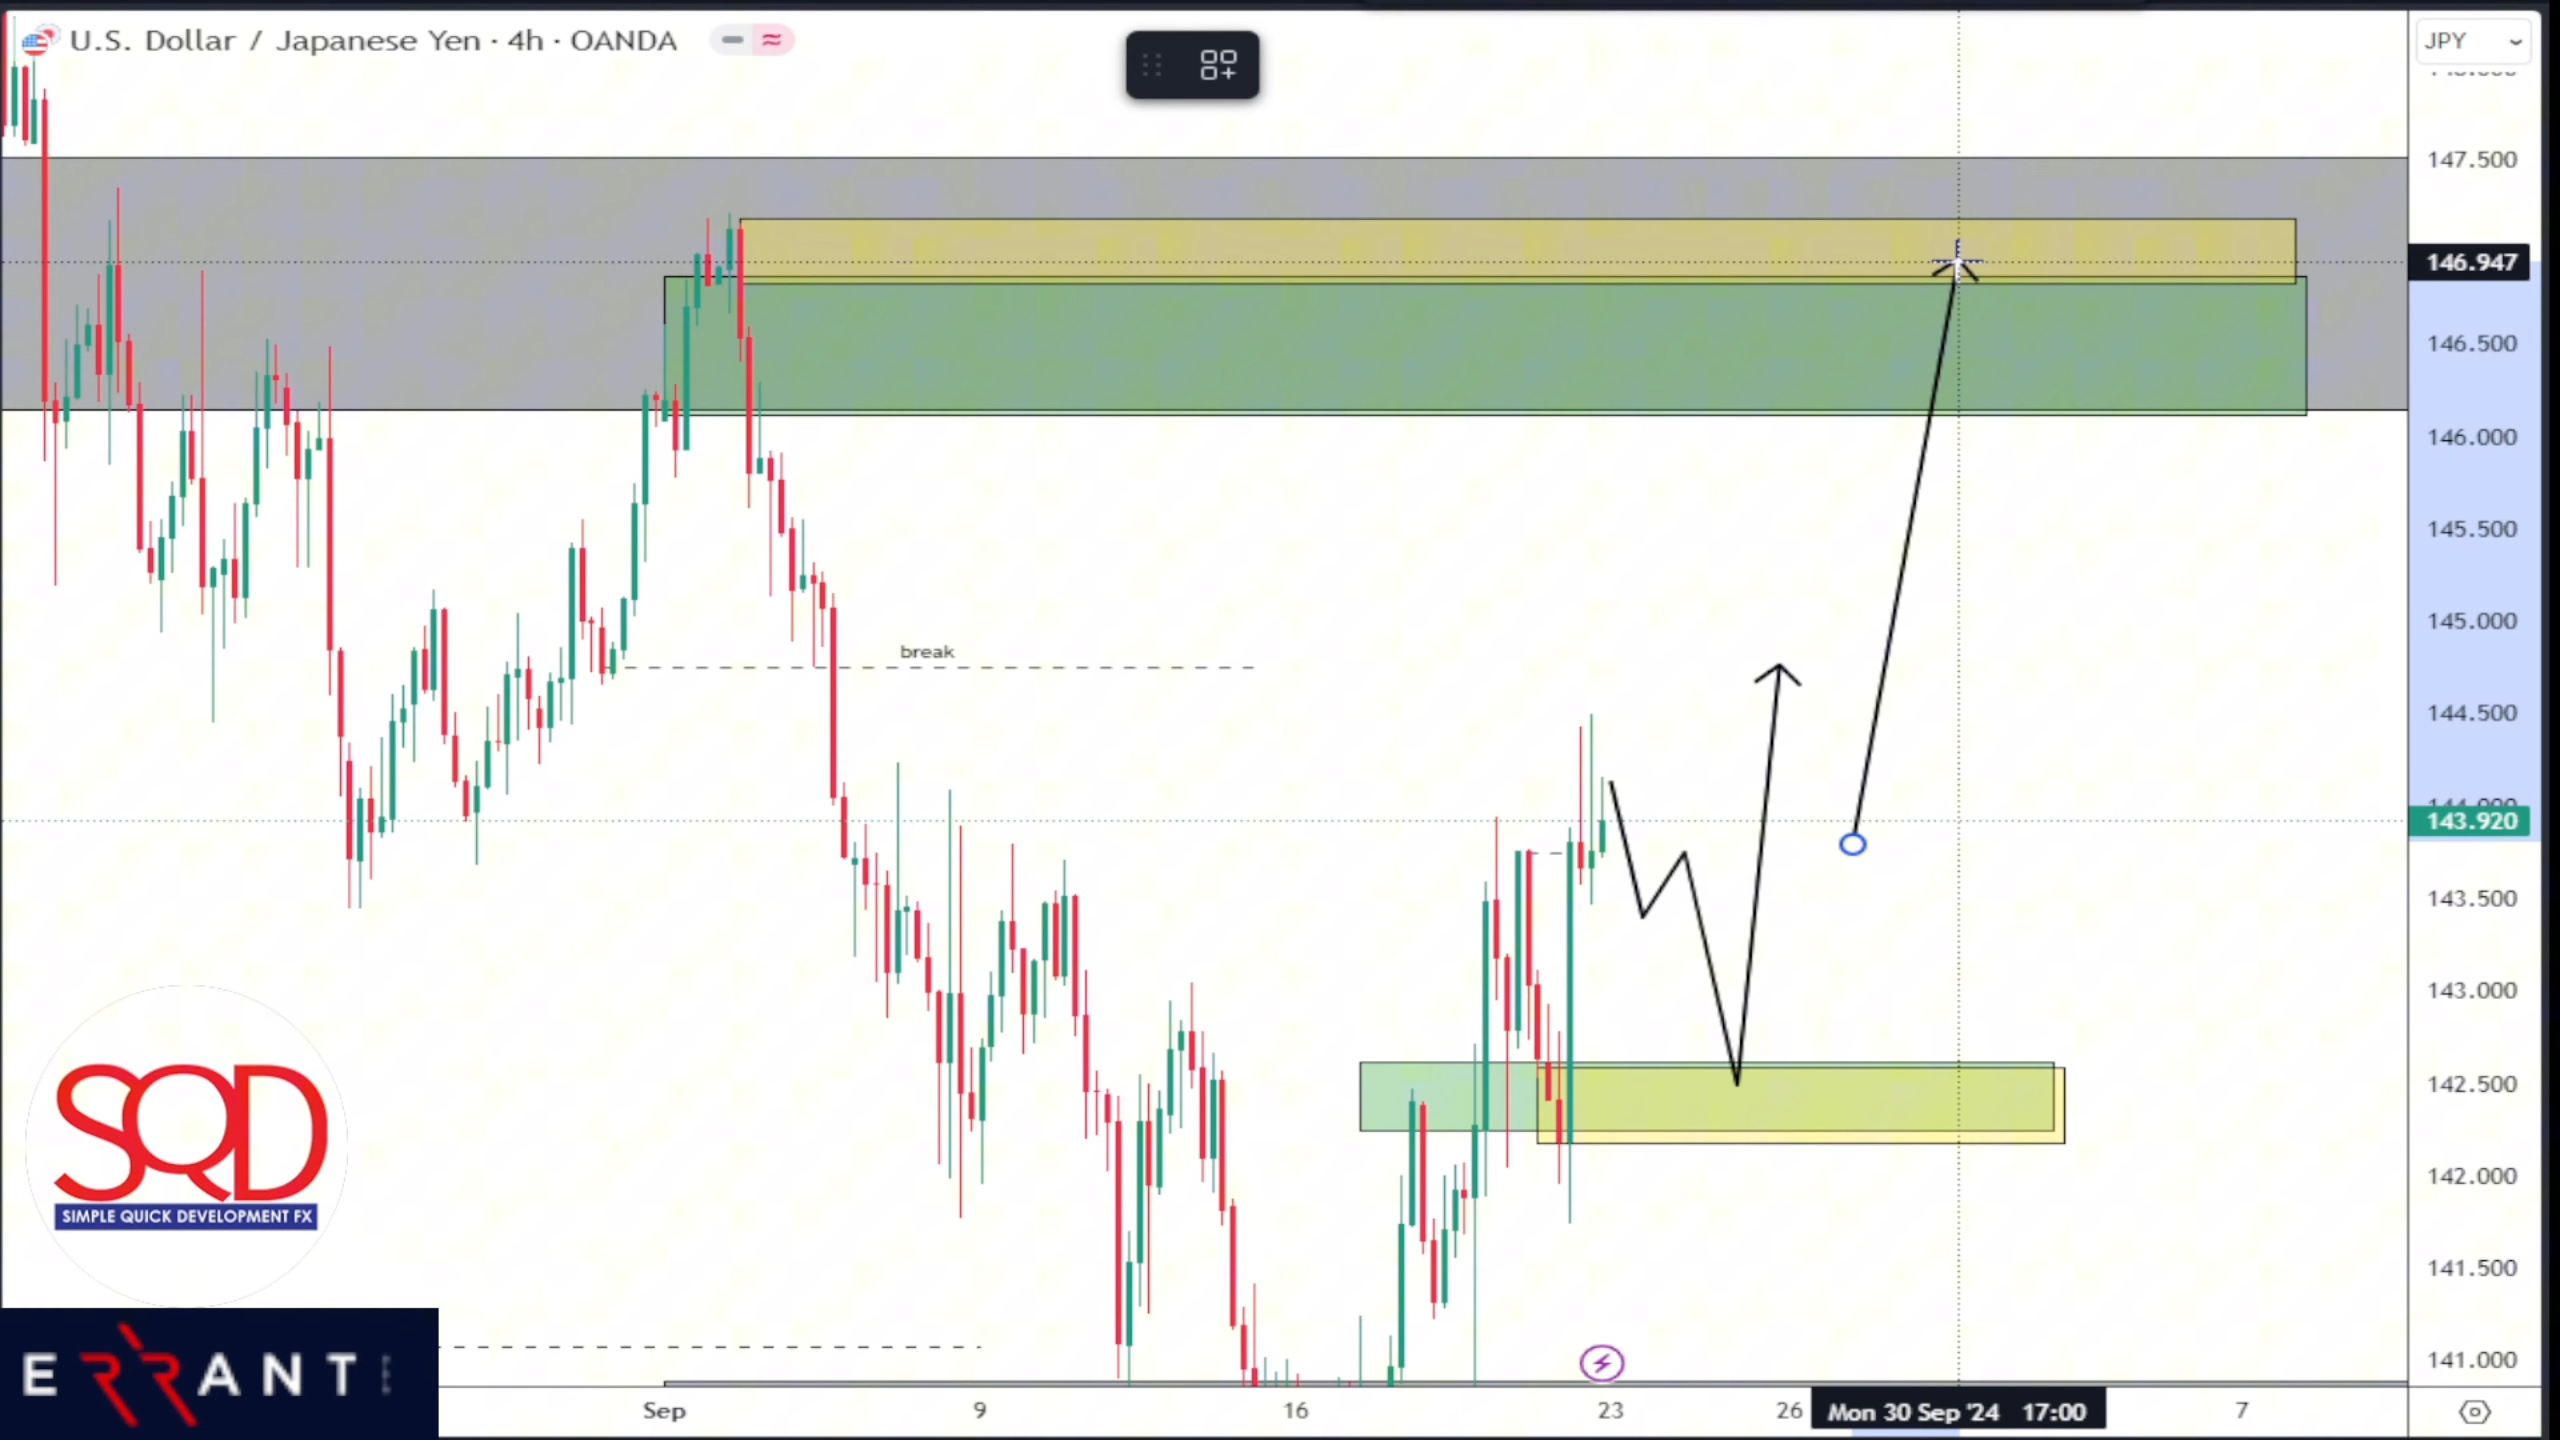 U.S. Dollar / Japanese Yen · 4h · OANDA
JPY
147.500
146.947
146.500
146.000
145.500
break
145.000
144.500
143.920
143.500
143.000
142.500
142.000
141.500
141.000
SQD
SIMPLE QUICK DEVELOPMENT FX
ERRANTE
Sep
9
16
23
26
Mon 30 Sep '24 17:00
7